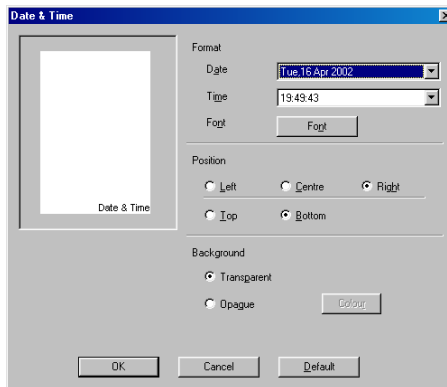 Date & Time
Format
Date Tue,16 Apr 2002
Time 19:49:43
Font Font
Date & Time
Position
Left Centre Right
Top Bottom
Background
Transparent
Opaque Colour
OK Cancel Default